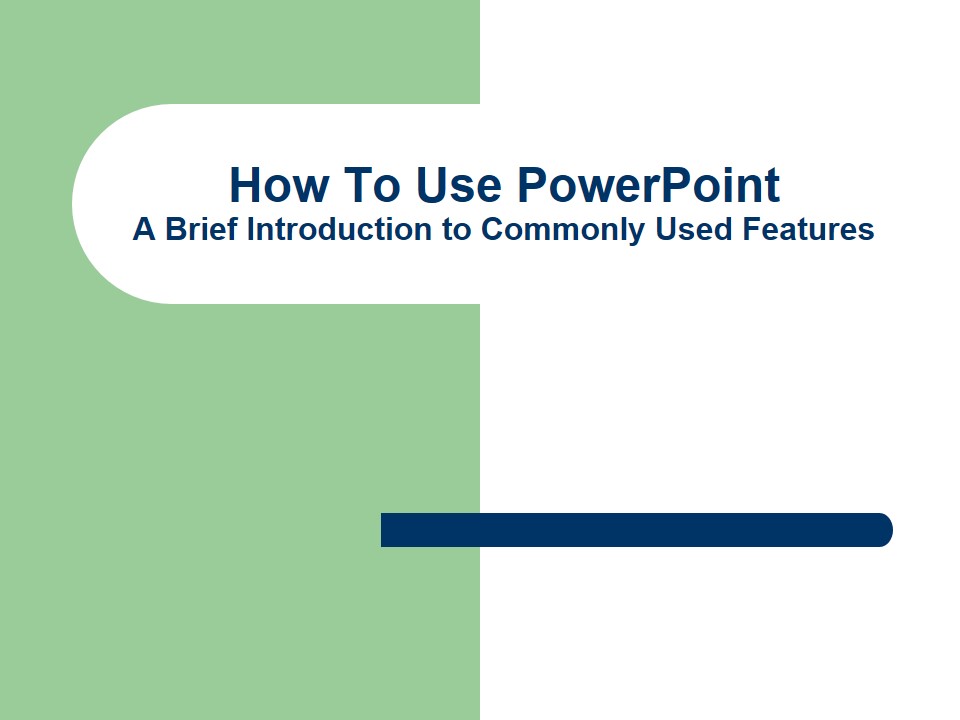 How To Use PowerPoint
A Brief Introduction to Commonly Used Features